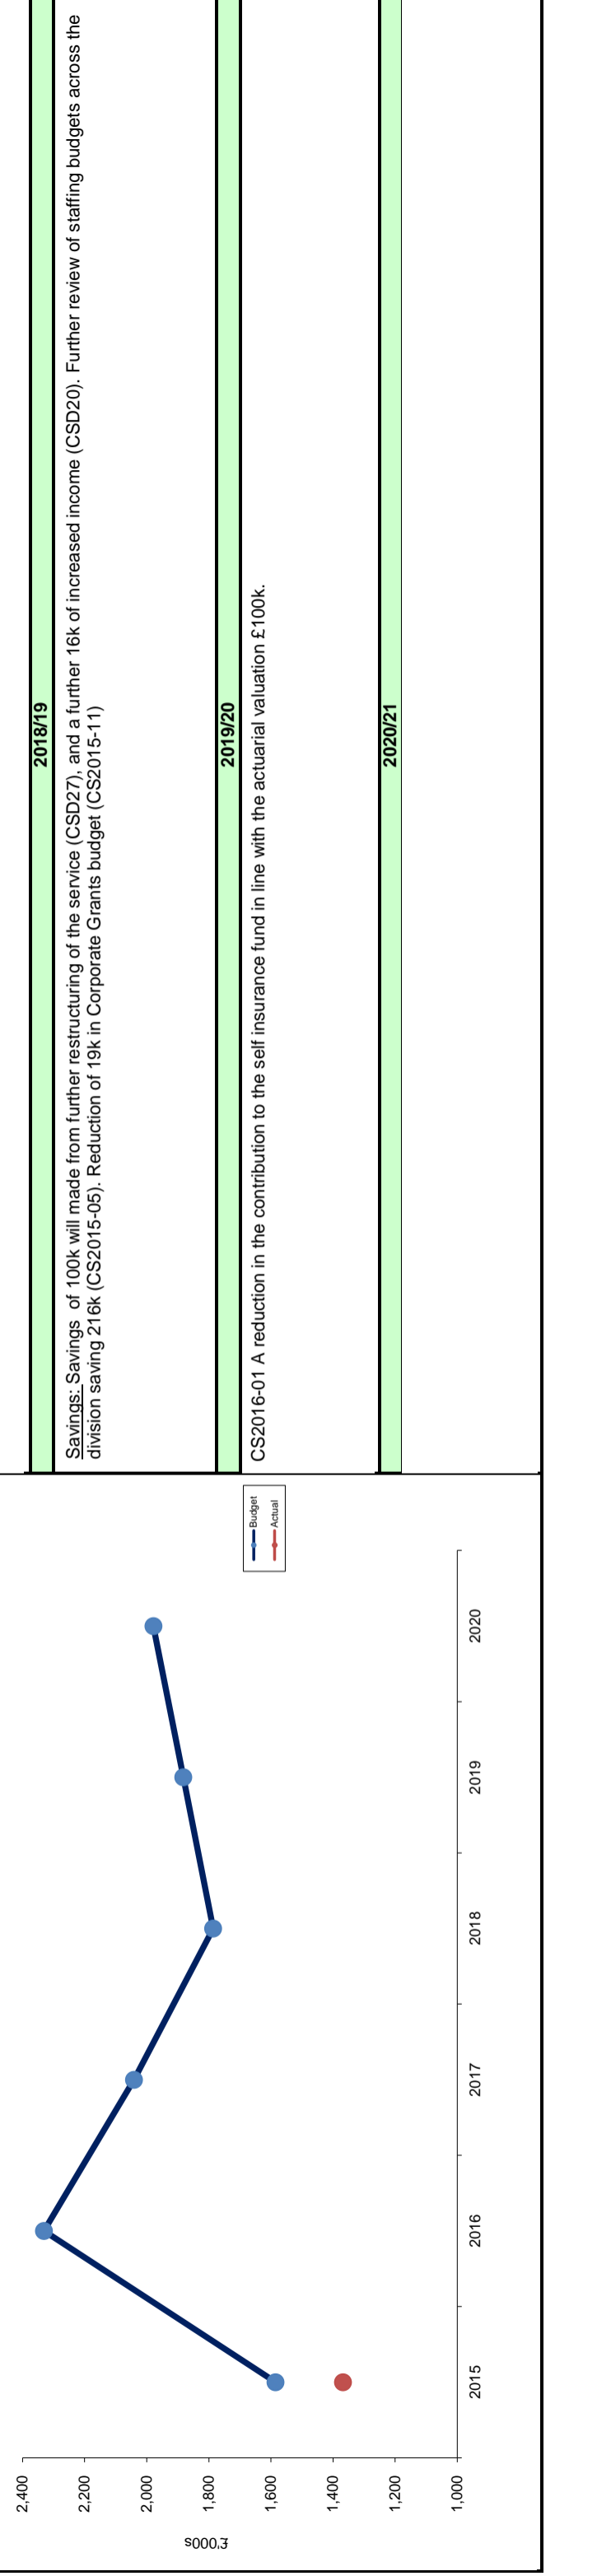 2,400
2,200
2,000
1,800
1,600
1,400
1,200
1,000
£'000s
2015
2016
2017
2018
2019
2020
Budget
Actual
2018/19
Savings: Savings of 100k will made from further restructuring of the service (CSD27), and a further 16k of increased income (CSD20). Further review of staffing budgets across the
division saving 216k (CS2015-05). Reduction of 19k in Corporate Grants budget (CS2015-11)
2019/20
CS2016-01 A reduction in the contribution to the self insurance fund in line with the actuarial valuation £100k.
2020/21